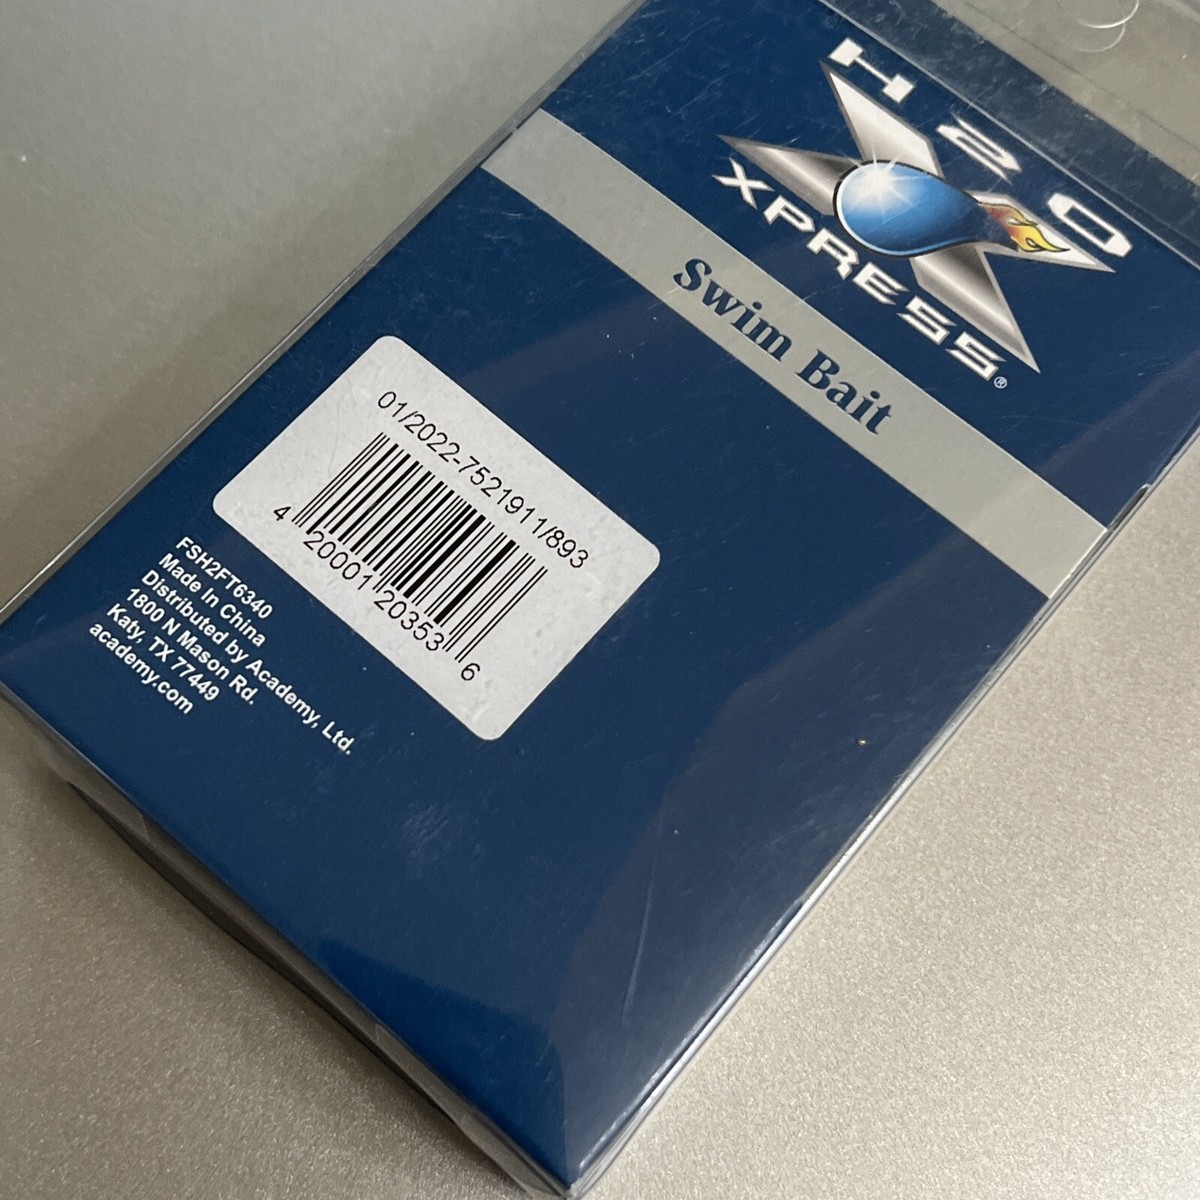 H2O
XPRESS®
Swim Bait
01/2022-7521911/893
4 20001 20353 6
FSH2FT6340
Made In China
Distributed by Academy, Ltd.
1800 N Mason Rd.
Katy, TX 77449
academy.com